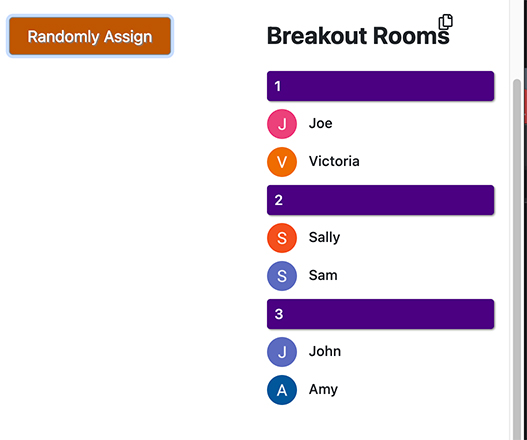 Randomly Assign
Breakout Rooms
1
J Joe
V Victoria
2
S Sally
S Sam
3
J John
A Amy